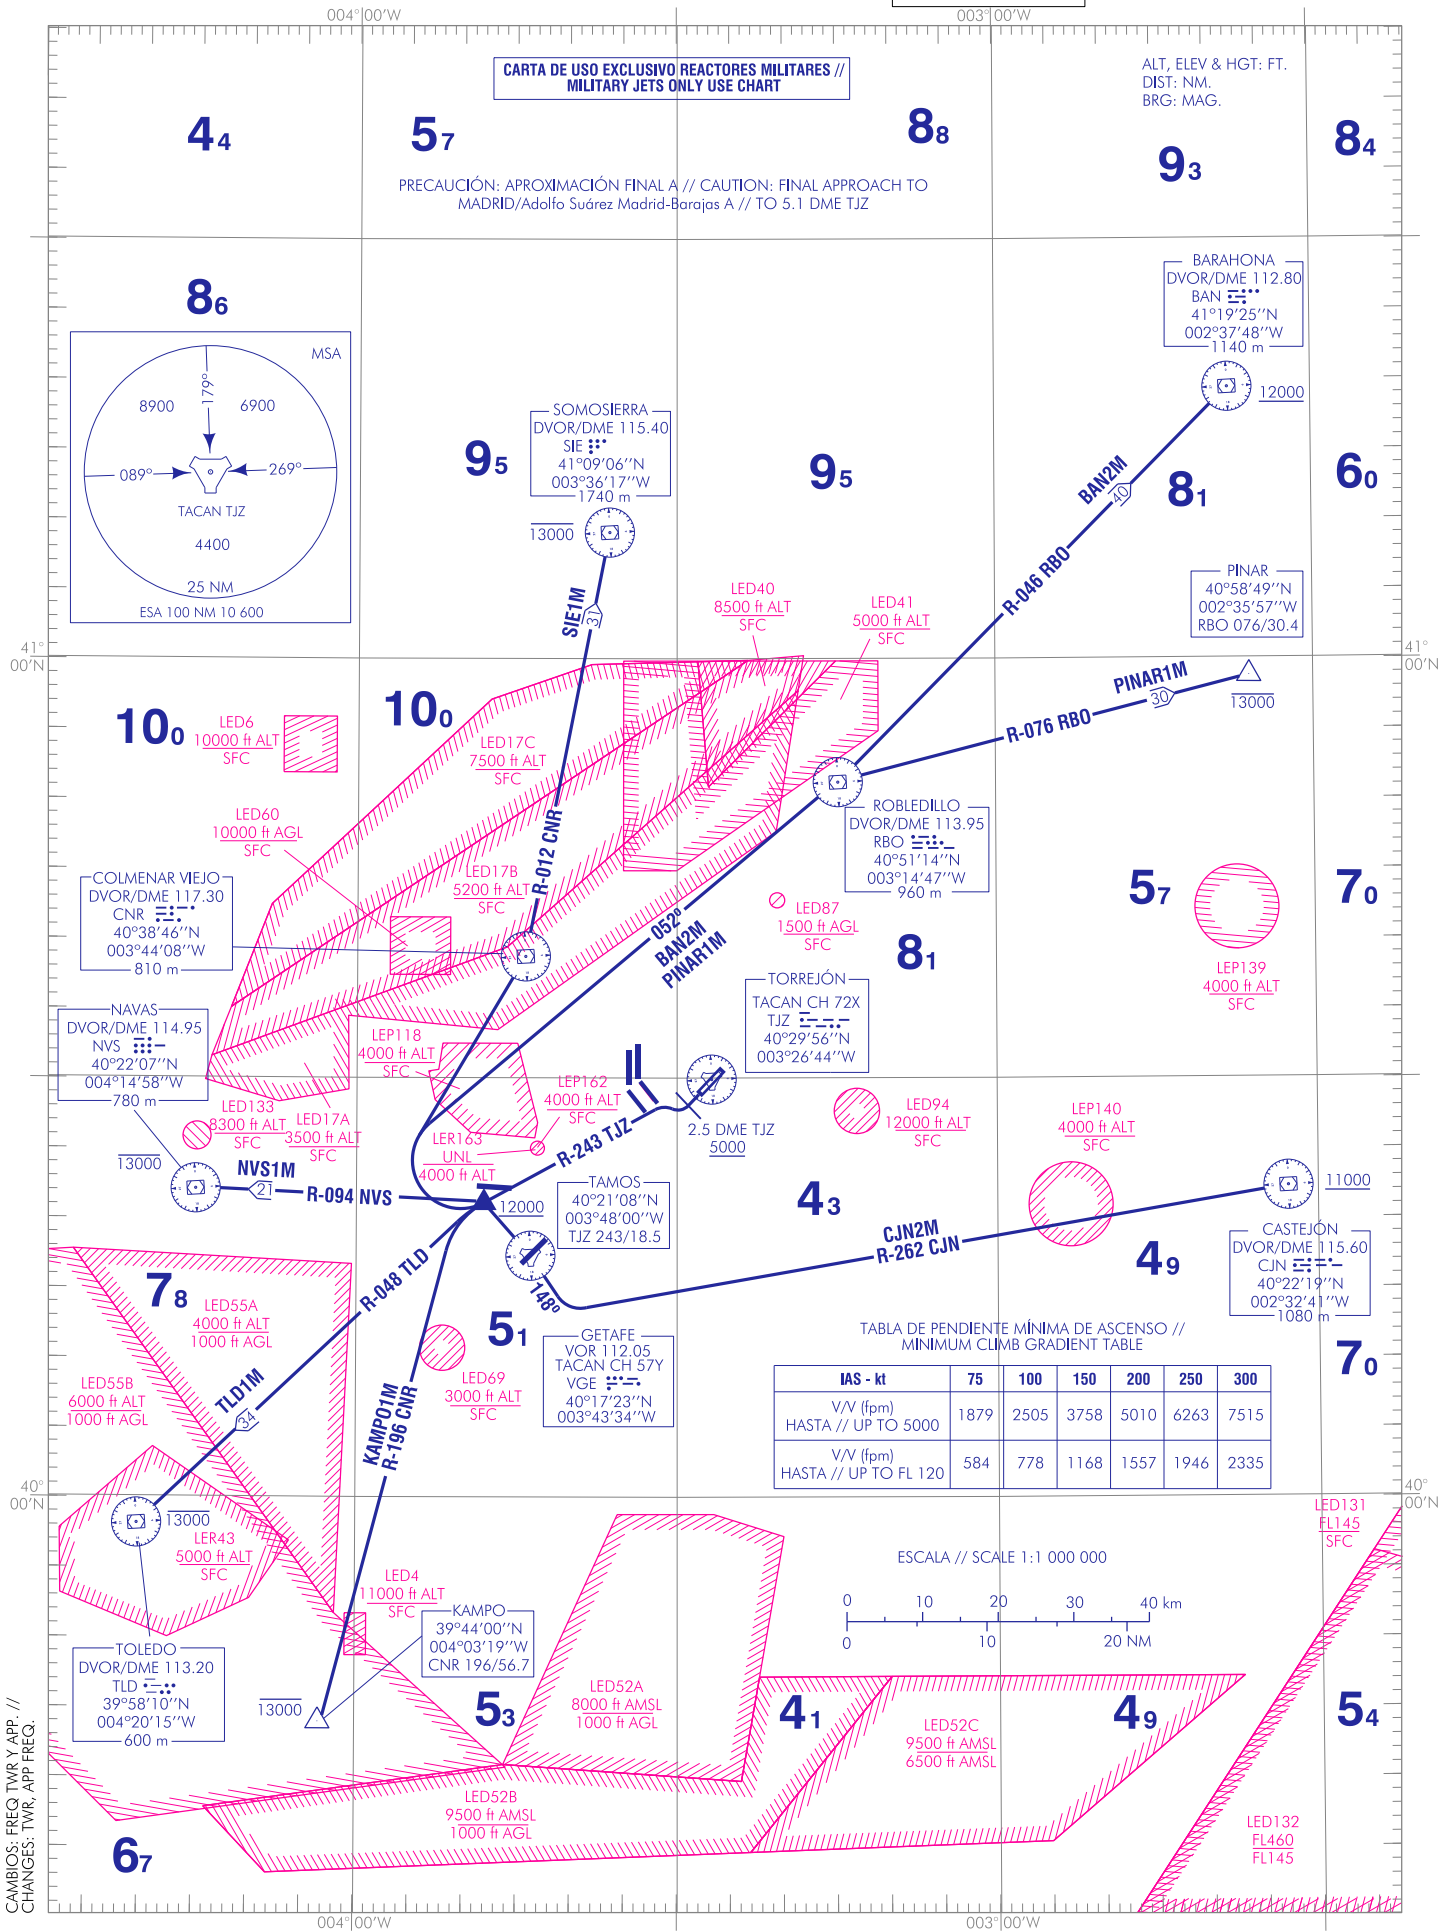 004°00'W
003°00'W
CARTA DE USO EXCLUSIVO REACTORES MILITARES //
MILITARY JETS ONLY USE CHART
ALT, ELEV & HGT: FT.
DIST: NM.
BRG: MAG.
44
57
88
93
84
PRECAUCIÓN: APROXIMACIÓN FINAL A // CAUTION: FINAL APPROACH TO
MADRID/Adolfo Suárez Madrid-Barajas A // TO 5.1 DME TJZ
86
BARAHONA
DVOR/DME 112.80
BAN
41°19'25''N
002°37'48''W
1140 m
12000
MSA
179°
8900
6900
089°
269°
TACAN TJZ
4400
25 NM
ESA 100 NM 10 600
SOMOSIERRA
DVOR/DME 115.40
SIE
41°09'06''N
003°36'17''W
1740 m
13000
95
95
BAN2M
40
81
60
R-046 RBO
PINAR
40°58'49''N
002°35'57''W
RBO 076/30.4
SIE1M
31
LED40
8500 ft ALT
SFC
LED41
5000 ft ALT
SFC
41°
00'N
41°
00'N
PINAR1M
30
13000
R-076 RBO
100
100
LED6
10000 ft ALT
SFC
LED17C
7500 ft ALT
SFC
LED60
10000 ft AGL
SFC
R-012 CNR
ROBLEDILLO
DVOR/DME 113.95
RBO
40°51'14''N
003°14'47''W
960 m
LED17B
5200 ft ALT
SFC
COLMENAR VIEJO
DVOR/DME 117.30
CNR
40°38'46''N
003°44'08''W
810 m
57
70
LED87
1500 ft AGL
SFC
052°
BAN2M
PINAR1M
81
LEP139
4000 ft ALT
SFC
TORREJÓN
TACAN CH 72X
TJZ
40°29'56''N
003°26'44''W
NAVAS
DVOR/DME 114.95
NVS
40°22'07''N
004°14'58''W
780 m
LEP118
4000 ft ALT
SFC
LEP162
4000 ft ALT
SFC
LED133
8300 ft ALT
SFC
LED17A
3500 ft ALT
SFC
LER163
UNL
4000 ft ALT
R-243 TJZ
2.5 DME TJZ
5000
LED94
12000 ft ALT
SFC
LEP140
4000 ft ALT
SFC
13000
NVS1M
21
R-094 NVS
12000
TAMOS
40°21'08''N
003°48'00''W
TJZ 243/18.5
43
11000
CJN2M
R-262 CJN
49
CASTEJÓN
DVOR/DME 115.60
CJN
40°22'19''N
002°32'41''W
1080 m
R-048 TLD
148°
78
LED55A
4000 ft ALT
1000 ft AGL
51
GETAFE
VOR 112.05
TACAN CH 57Y
VGE
40°17'23''N
003°43'34''W
TABLA DE PENDIENTE MÍNIMA DE ASCENSO //
MINIMUM CLIMB GRADIENT TABLE
70
IAS - kt 75 100 150 200 250 300
V/V (fpm)
HASTA // UP TO 5000 1879 2505 3758 5010 6263 7515
V/V (fpm)
HASTA // UP TO FL 120 584 778 1168 1557 1946 2335
LED55B
6000 ft ALT
1000 ft AGL
TLD1M
34
LED69
3000 ft ALT
SFC
KAMPO1M
R-196 CNR
40°
00'N
40°
00'N
13000
LER43
5000 ft ALT
SFC
LED131
FL145
SFC
ESCALA // SCALE 1:1 000 000
0 10 20 30 40 km
0 10 20 NM
LED4
11000 ft ALT
SFC
KAMPO
39°44'00''N
004°03'19''W
CNR 196/56.7
TOLEDO
DVOR/DME 113.20
TLD
39°58'10''N
004°20'15''W
600 m
13000
53
LED52A
8000 ft AMSL
1000 ft AGL
41
LED52C
9500 ft AMSL
6500 ft AMSL
49
54
LED52B
9500 ft AMSL
1000 ft AGL
LED132
FL460
FL145
67
CAMBIOS: FREQ TWR Y APP. //
CHANGES: TWR, APP FREQ.
004°00'W
003°00'W